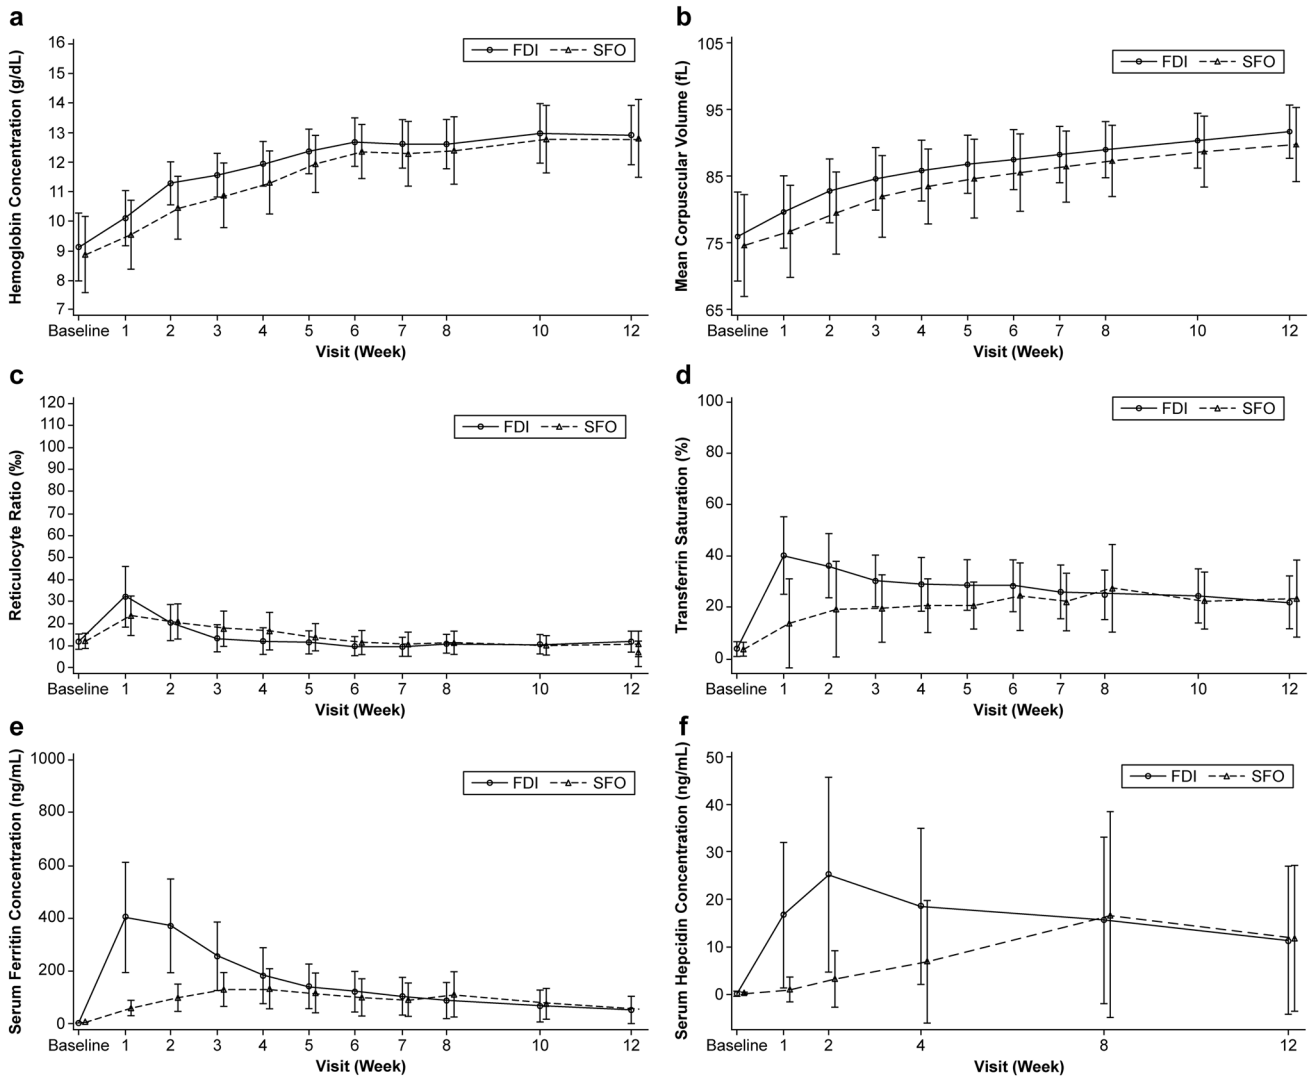 a
Hemoglobin Concentration (g/dL)
16
15
14
13
12
11
10
9
8
7
FDI SFO
Baseline 1 2 3 4 5 6 7 8 10 12
Visit (Week)
b
Mean Corpuscular Volume (fL)
105
95
85
75
65
FDI SFO
Baseline 1 2 3 4 5 6 7 8 10 12
Visit (Week)
c
Reticulocyte Ratio (‰)
120
110
100
90
80
70
60
50
40
30
20
10
0
FDI SFO
Baseline 1 2 3 4 5 6 7 8 10 12
Visit (Week)
d
Transferrin Saturation (%)
100
80
60
40
20
0
FDI SFO
Baseline 1 2 3 4 5 6 7 8 10 12
Visit (Week)
e
Serum Ferritin Concentration (ng/mL)
1000
800
600
400
200
0
FDI SFO
Baseline 1 2 3 4 5 6 7 8 10 12
Visit (Week)
f
Serum Hepcidin Concentration (ng/mL)
50
40
30
20
10
0
FDI SFO
Baseline 1 2 4 8 12
Visit (Week)